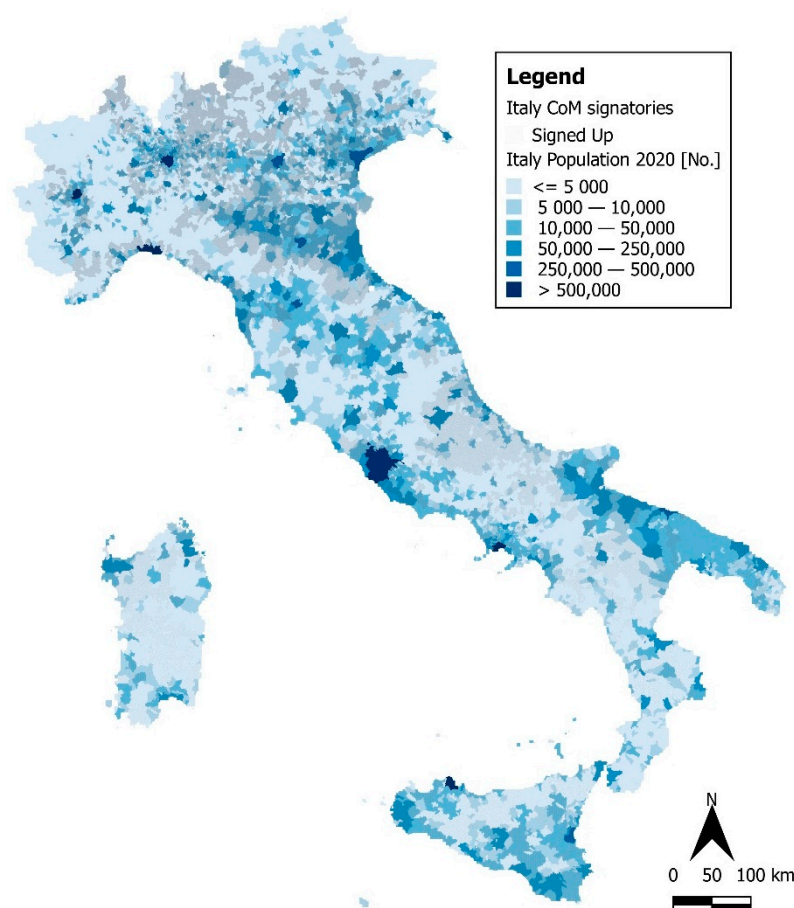 Legend
Italy CoM signatories
Signed Up
Italy Population 2020 [No.]
<= 5 000
5 000 — 10,000
10,000 — 50,000
50,000 — 250,000
250,000 — 500,000
> 500,000
N
0 50 100 km